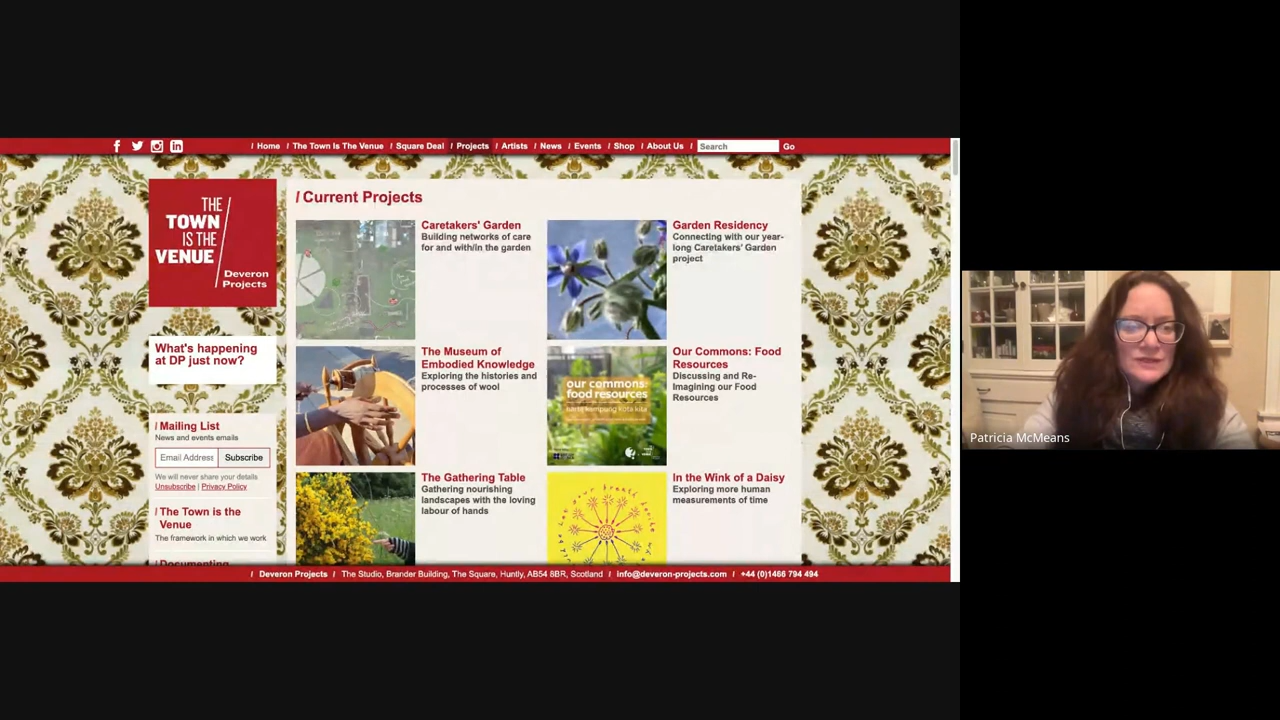 / Home / The Town Is The Venue / Square Deal / Projects / Artists / News / Events / Shop / About Us / Search Go
THE
TOWN
IS THE
VENUE
Deveron
Projects
What's happening
at DP just now?
/ Mailing List
News and events emails
Email Address Subscribe
We will never share your details
Unsubscribe | Privacy Policy
/ The Town is the
Venue
The framework in which we work
/ Documenting
/ Current Projects
Caretakers' Garden
Building networks of care
for and with/in the garden
Garden Residency
Connecting with our year-
long Caretakers' Garden
project
The Museum of
Embodied Knowledge
Exploring the histories and
processes of wool
our commons:
food resources
Our Commons: Food
Resources
Discussing and Re-
Imagining our Food
Resources
The Gathering Table
Gathering nourishing
landscapes with the loving
labour of hands
In the Wink of a Daisy
Exploring more human
measurements of time
/ Deveron Projects / The Studio, Brander Building, The Square, Huntly, AB54 8BR, Scotland / info@deveron-projects.com / +44 (0)1466 794 494
Patricia McMeans